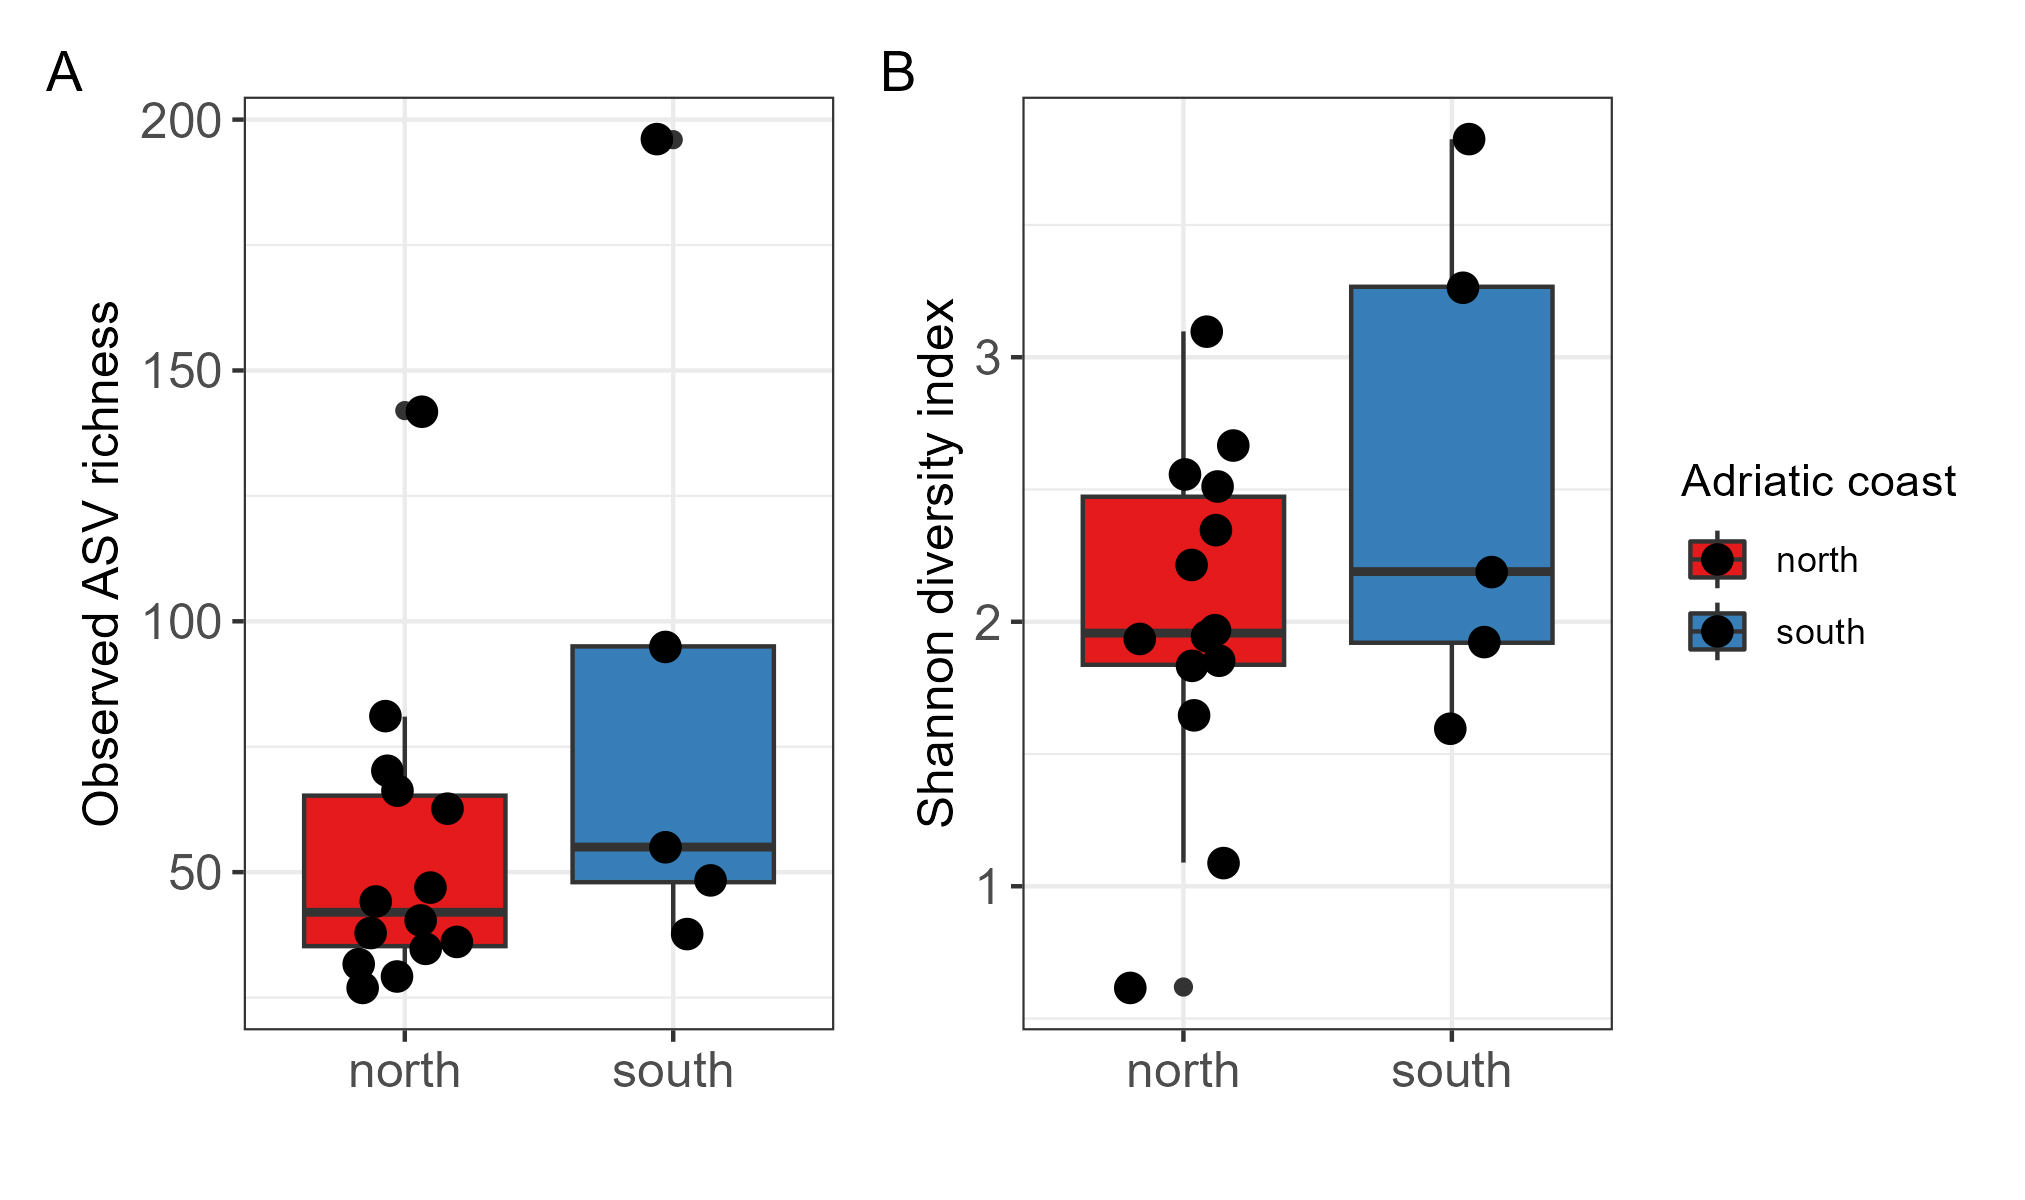 A
B
200
150
100
50
Observed ASV richness
north
south
3
2
1
Shannon diversity index
north
south
Adriatic coast
north
south